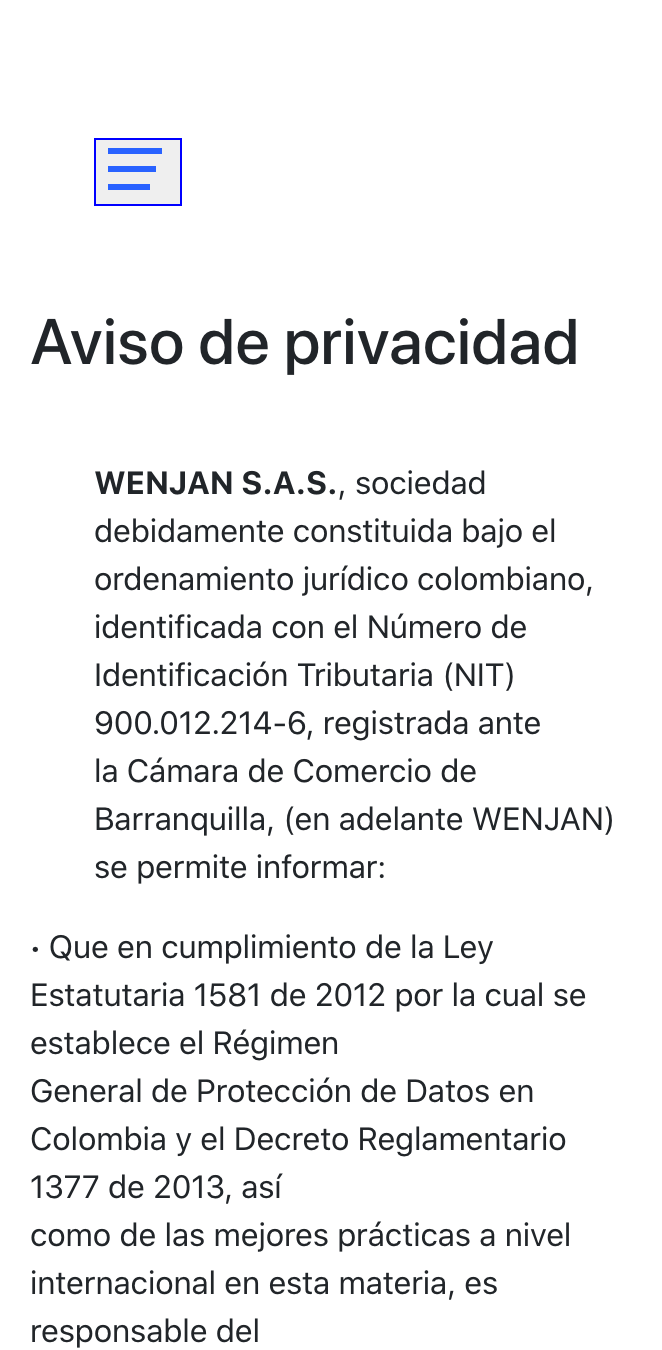 Aviso de privacidad
WENJAN S.A.S., sociedad
debidamente constituida bajo el
ordenamiento jurídico colombiano,
identificada con el Número de
Identificación Tributaria (NIT)
900.012.214-6, registrada ante
la Cámara de Comercio de
Barranquilla, (en adelante WENJAN)
se permite informar:
• Que en cumplimiento de la Ley
Estatutaria 1581 de 2012 por la cual se
establece el Régimen
General de Protección de Datos en
Colombia y el Decreto Reglamentario
1377 de 2013, así
como de las mejores prácticas a nivel
internacional en esta materia, es
responsable del